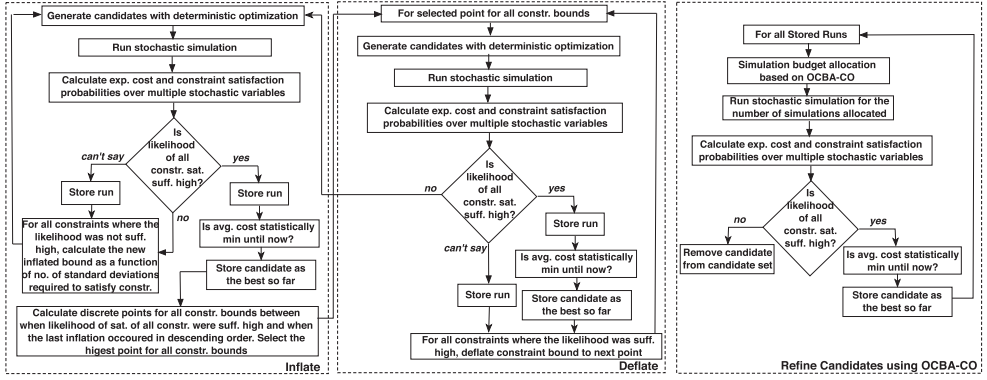 Generate candidates with deterministic optimization
Run stochastic simulation
Calculate exp. cost and constraint satisfaction
probabilities over multiple stochastic variables
Is
likelihood
of all
constr. sat.
suff. high?
can't say
yes
no
Store run
Store run
For all constraints where the
likelihood was not suff.
high, calculate the new
inflated bound as a function
of no. of standard deviations
required to satisfy constr.
Is avg. cost statistically
min until now?
Store candidate as
the best so far
Calculate discrete points for all constr. bounds between
when likelihood of sat. of all constr. were suff. high and when
the last inflation occoured in descending order. Select the
higest point for all constr. bounds
Inflate
For selected point for all constr. bounds
Generate candidates with deterministic optimization
Run stochastic simulation
Calculate exp. cost and constraint satisfaction
probabilities over multiple stochastic variables
Is
likelihood
of all
constr. sat.
suff. high?
no
yes
can't say
Store run
Is avg. cost statistically
min until now?
Store run
Store candidate as
the best so far
For all constraints where the likelihood was suff.
high, deflate constraint bound to next point
Deflate
For all Stored Runs
Simulation budget allocation
based on OCBA-CO
Run stochastic simulation for the
number of simulations allocated
Calculate exp. cost and constraint satisfaction
probabilities over multiple stochastic variables
Is
likelihood
of all
constr. sat.
suff. high?
no
yes
Remove candidate
from candidate set
Is avg. cost statistically
min until now?
Store candidate as
the best so far
Refine Candidates using OCBA-CO